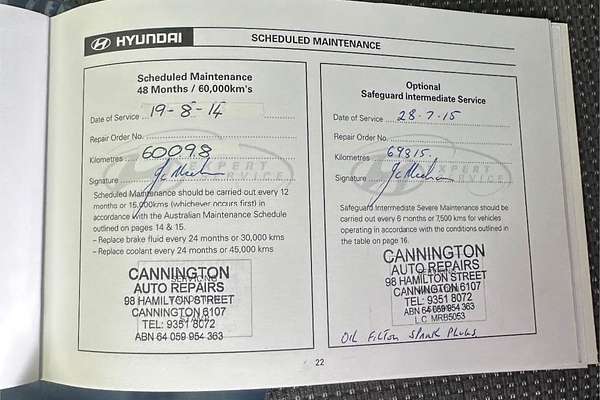 HYUNDAI
SCHEDULED MAINTENANCE
Scheduled Maintenance
48 Months / 60,000km's
Date of Service 19-8-14
Repair Order No.
Kilometres 60098
Signature
EXPERT
SERVICE
Scheduled Maintenance should be carried out every 12
months or 15,000kms (whichever occurs first) in
accordance with the Australian Maintenance Schedule
outlined on pages 14 & 15.
– Replace brake fluid every 24 months or 30,000 kms
– Replace coolant every 24 months or 45,000 kms
CANNINGTON
AUTO REPAIRS
98 HAMILTON STREET
CANNINGTON 6107
TEL: 9351 8072
ABN 64 059 954 363
Optional
Safeguard Intermediate Service
Date of Service 28-7-15
Repair Order No.
Kilometres 69315.
Signature
EXPERT
SERVICE
Safeguard Intermediate Severe Maintenance should be
carried out every 6 months or 7,500 kms for vehicles
operating in accordance with the conditions outlined in
the table on page 16.
CANNINGTON
AUTO REPAIRS
98 HAMILTON STREET
CANNINGTON 6107
TEL: 9351 8072
ABN 64 059 954 363
L.C. MRB5053
OIL FILTER SPARK PLUGS
22